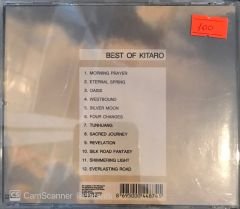 100
BEST OF KITARO
1. MORNING PRAYER
2. ETERNAL SPRING
3. OASIS
4. WESTBOUND
5. SILVER MOON
6. FOUR CHANGES
7. TUNHUANG
8. SACRED JOURNEY
9. REVELATION
10. SILK ROAD FANTASY
11. SHIMMERING LIGHT
12. EVERLASTING ROAD
CS CamScanner